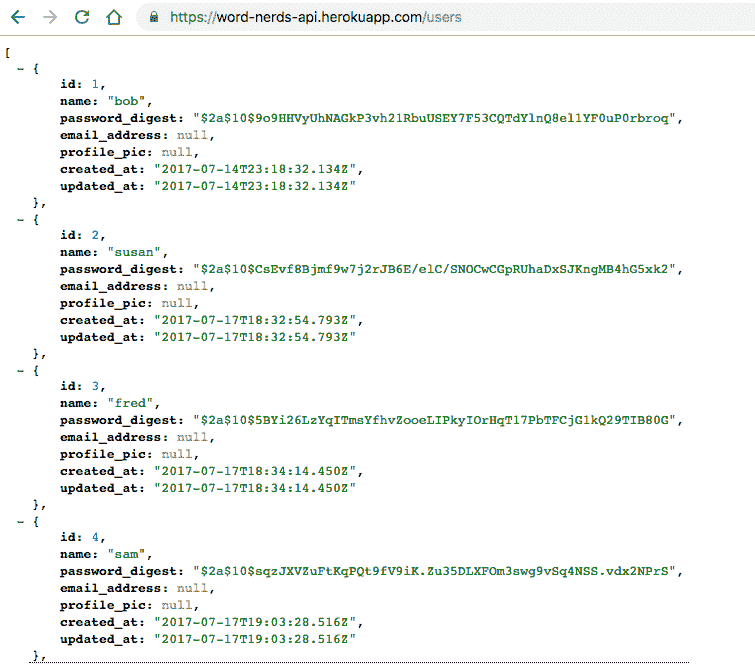 https://word-nerds-api.herokuapp.com/users
[
- {
id: 1,
name: "bob",
password_digest: "$2a$10$9o9HHVyUhNAGkP3vh21RbuUSEY7F53CQTdYlnQ8el1YF0uP0rbroq",
email_address: null,
profile_pic: null,
created_at: "2017-07-14T23:18:32.134Z",
updated_at: "2017-07-14T23:18:32.134Z"
},
- {
id: 2,
name: "susan",
password_digest: "$2a$10$CsEvf8Bjmf9w7j2rJB6E/elC/SNOCwCGpRUhaDxSJKngMB4hG5xk2",
email_address: null,
profile_pic: null,
created_at: "2017-07-17T18:32:54.793Z",
updated_at: "2017-07-17T18:32:54.793Z"
},
- {
id: 3,
name: "fred",
password_digest: "$2a$10$5BYi26LzYqITmsYfhvZooeLIPkyIOrHqT17PbTFCjG1kQ29TIB80G",
email_address: null,
profile_pic: null,
created_at: "2017-07-17T18:34:14.450Z",
updated_at: "2017-07-17T18:34:14.450Z"
},
- {
id: 4,
name: "sam",
password_digest: "$2a$10$sqzJXVZuFtKqPQt9fV9iK.Zu35DLXFOm3swg9vSq4NSS.vdx2NPrS",
email_address: null,
profile_pic: null,
created_at: "2017-07-17T19:03:28.516Z",
updated_at: "2017-07-17T19:03:28.516Z"
},